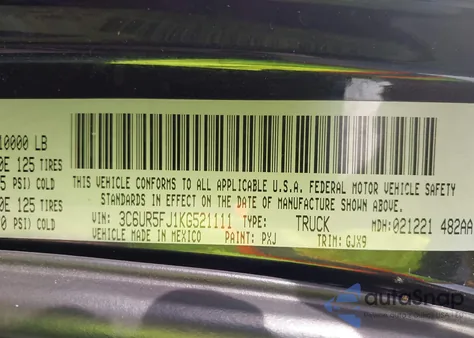 10000 LB
0E 125 TIRES
5 PSI) COLD
0E 125 TIRES
0 PSI) COLD
THIS VEHICLE CONFORMS TO ALL APPLICABLE U.S.A. FEDERAL MOTOR VEHICLE SAFETY
STANDARDS IN EFFECT ON THE DATE OF MANUFACTURE SHOWN ABOVE.
VIN: 3C6UR5FJ1KG521111 TYPE: TRUCK MDH: 021221 482AA
VEHICLE MADE IN MEXICO PAINT: PXJ TRIM: GJX9
autoSnap